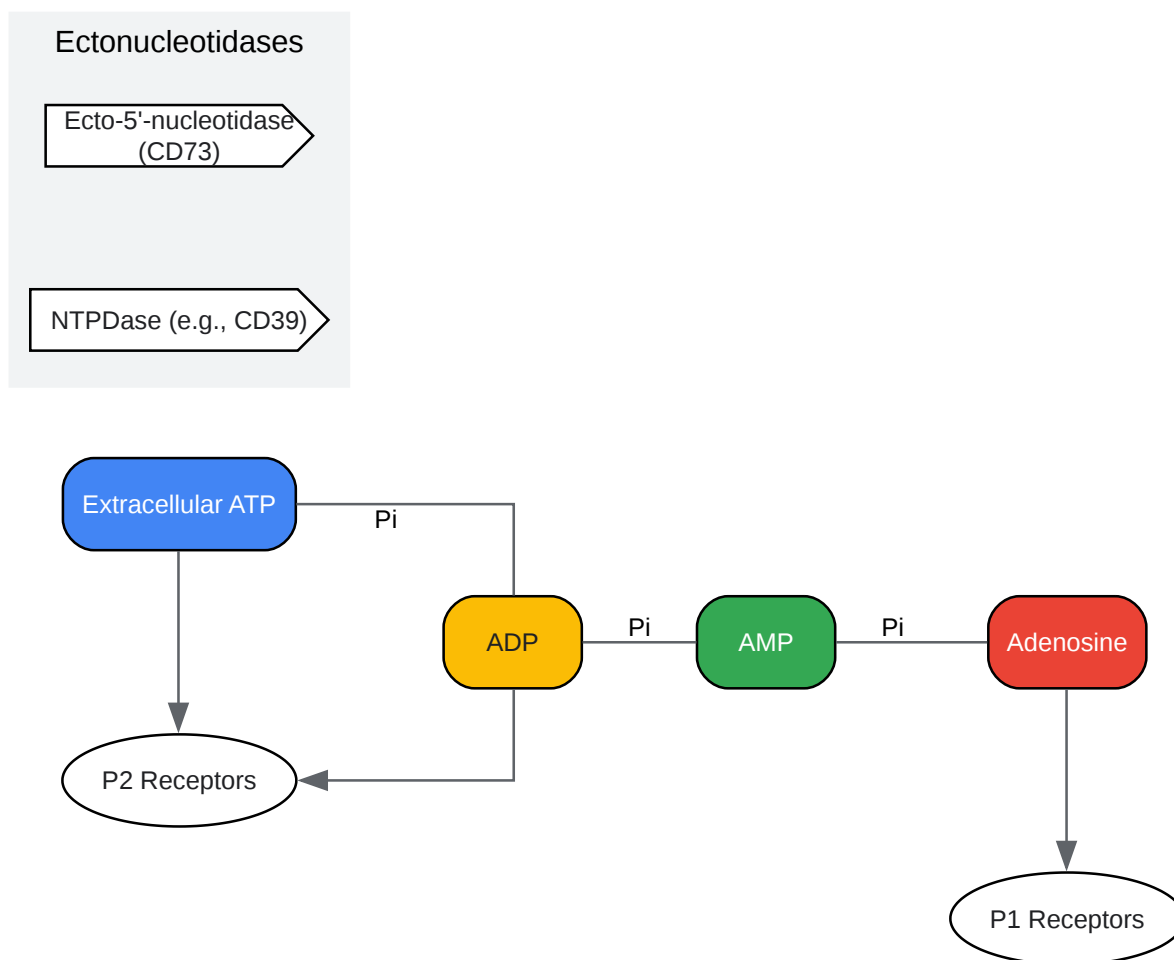 Ectonucleotidases
Ecto-5'-nucleotidase
(CD73)
NTPDase (e.g., CD39)
Extracellular ATP
Pi
ADP
Pi
AMP
Pi
Adenosine
P2 Receptors
P1 Receptors